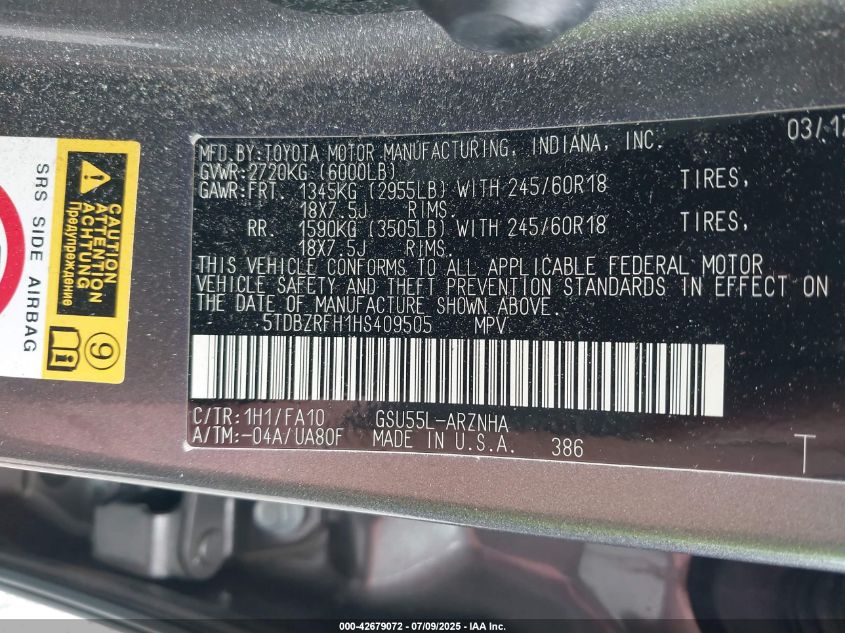 03/17
MFD.BY:TOYOTA MOTOR MANUFACTURING, INDIANA, INC.
GVWR:2720KG (6000LB)
GAWR:FRT. 1345KG (2955LB) WITH 245/60R18 TIRES,
18X7.5J RIMS.
RR. 1590KG (3505LB) WITH 245/60R18 TIRES,
18X7.5J RIMS.
THIS VEHICLE CONFORMS TO ALL APPLICABLE FEDERAL MOTOR
VEHICLE SAFETY AND THEFT PREVENTION STANDARDS IN EFFECT ON
THE DATE OF MANUFACTURE SHOWN ABOVE.
5TDBZRFH1HS409505 MPV
C/TR:1H1/FA10 GSU55L-ARZNHA
A/TM:-04A/UA80F MADE IN U.S.A. 386
T
SRS SIDE AIRBAG
CAUTION
ATTENTION
ACHTUNG
Предупреждение
9
000-42679072 - 07/09/2025 - IAA Inc.